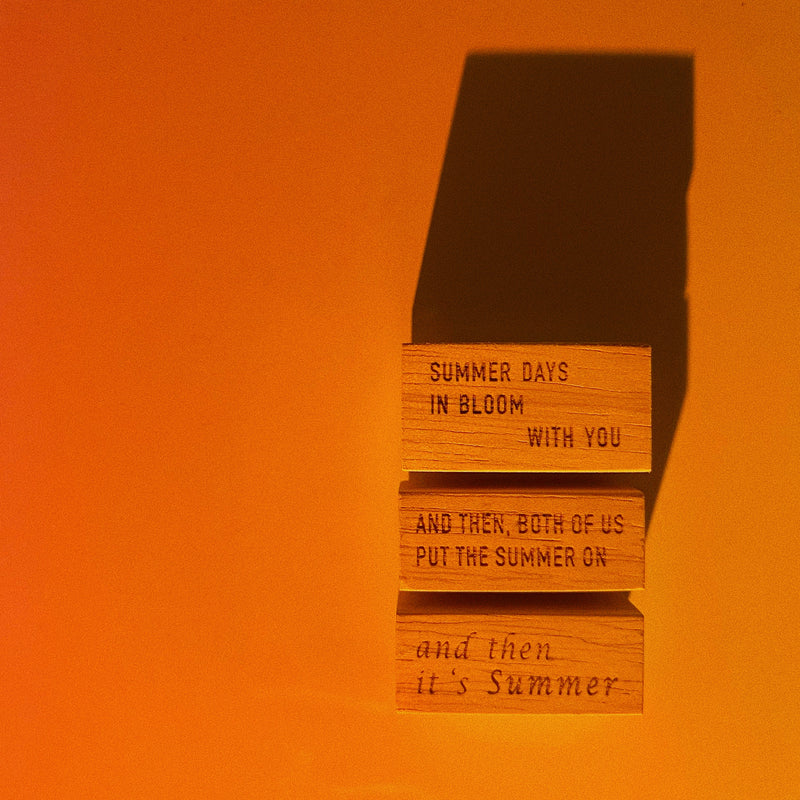 SUMMER DAYS
IN BLOOM
WITH YOU
AND THEN, BOTH OF US
PUT THE SUMMER ON
and then
it's Summer